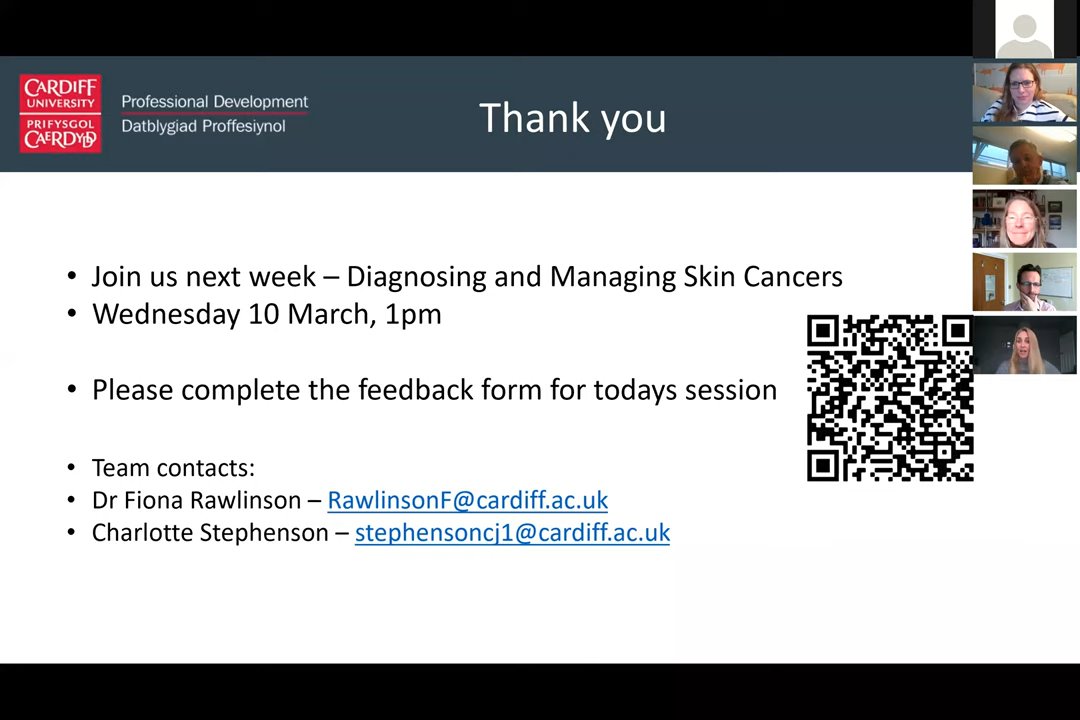 CARDIFF
UNIVERSITY
PRIFYSGOL
CAERDYDD
Professional Development
Datblygiad Proffesiynol
Thank you
• Join us next week – Diagnosing and Managing Skin Cancers
• Wednesday 10 March, 1pm
• Please complete the feedback form for todays session
• Team contacts:
• Dr Fiona Rawlinson – RawlinsonF@cardiff.ac.uk
• Charlotte Stephenson – stephensoncj1@cardiff.ac.uk